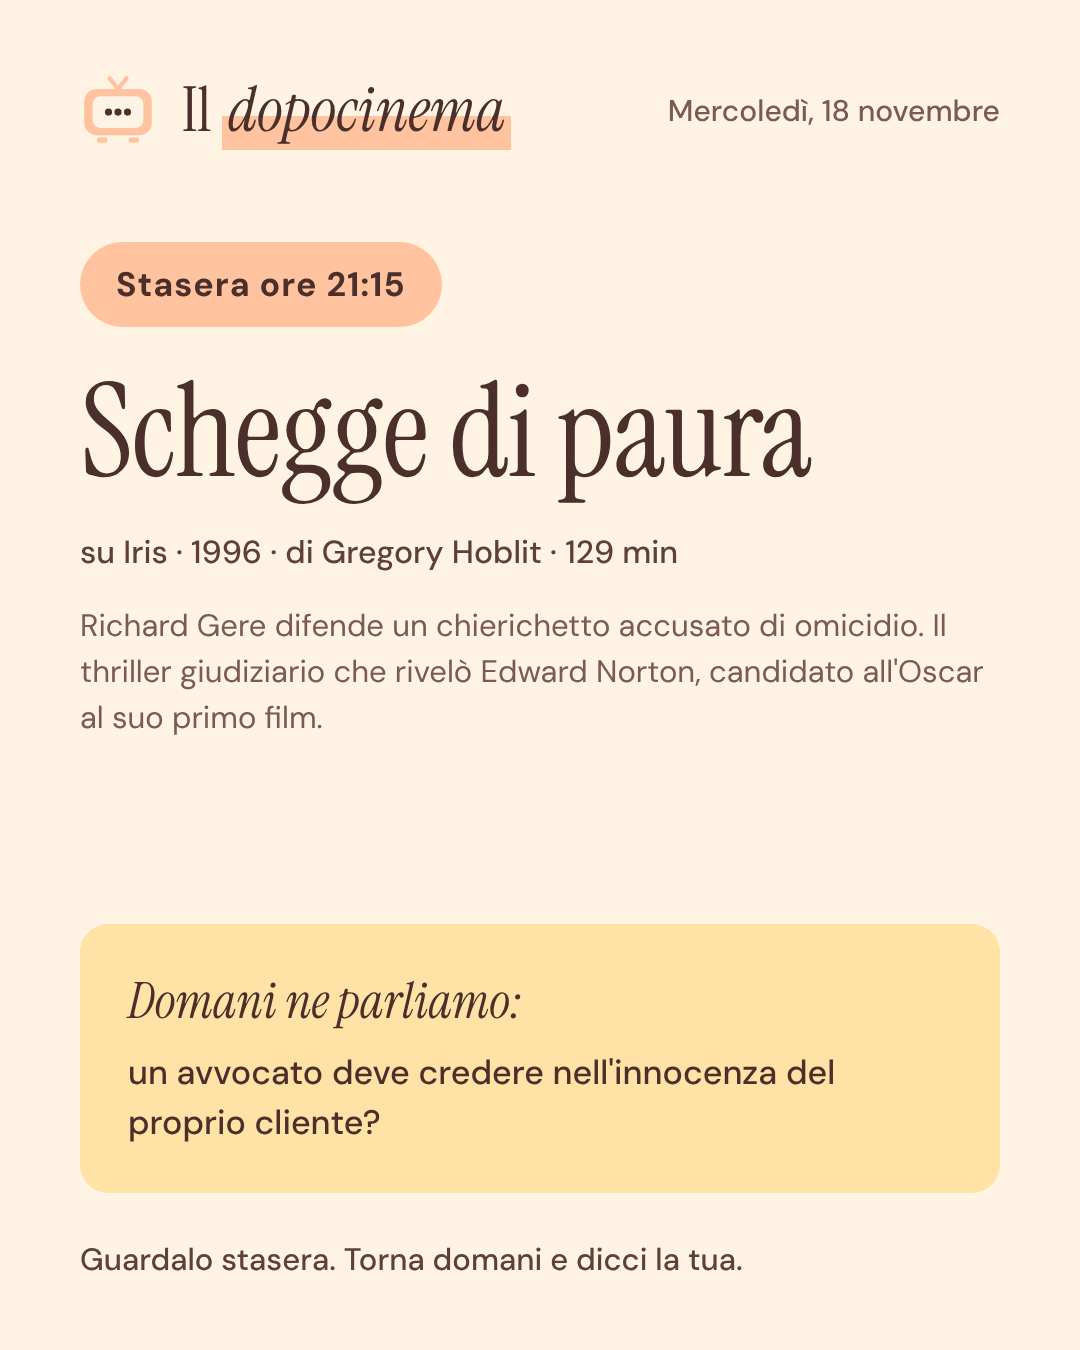 Il dopocinema
Mercoledì, 18 novembre
Stasera ore 21:15
Schegge di paura
su Iris · 1996 · di Gregory Hoblit · 129 min
Richard Gere difende un chierichetto accusato di omicidio. Il
thriller giudiziario che rivelò Edward Norton, candidato all'Oscar
al suo primo film.
Domani ne parliamo:
un avvocato deve credere nell'innocenza del
proprio cliente?
Guardalo stasera. Torna domani e dicci la tua.